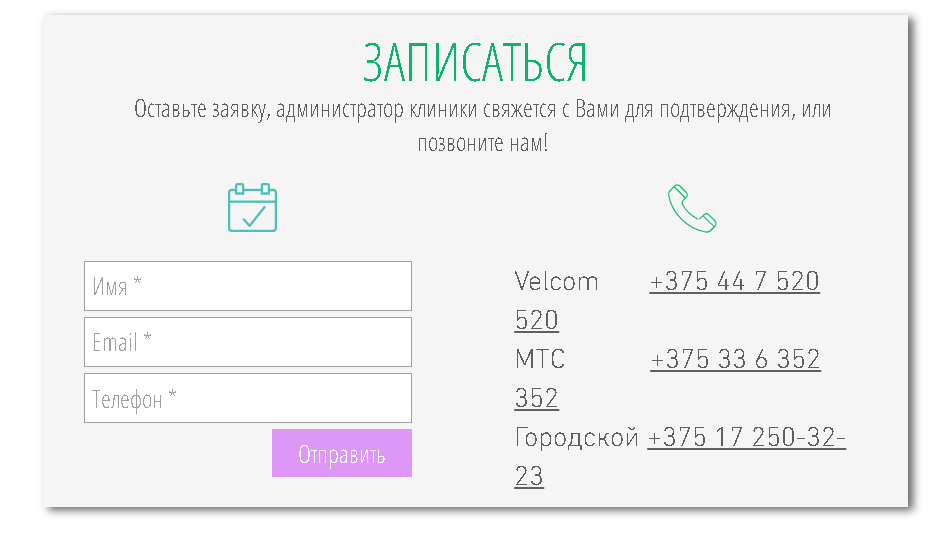 ЗАПИСАТЬСЯ
Оставьте заявку, администратор клиники свяжется с Вами для подтверждения, или
позвоните нам!
Имя *
Email *
Телефон *
Отправить
Velcom +375 44 7 520
520
МТС +375 33 6 352
352
Городской +375 17 250-32-
23